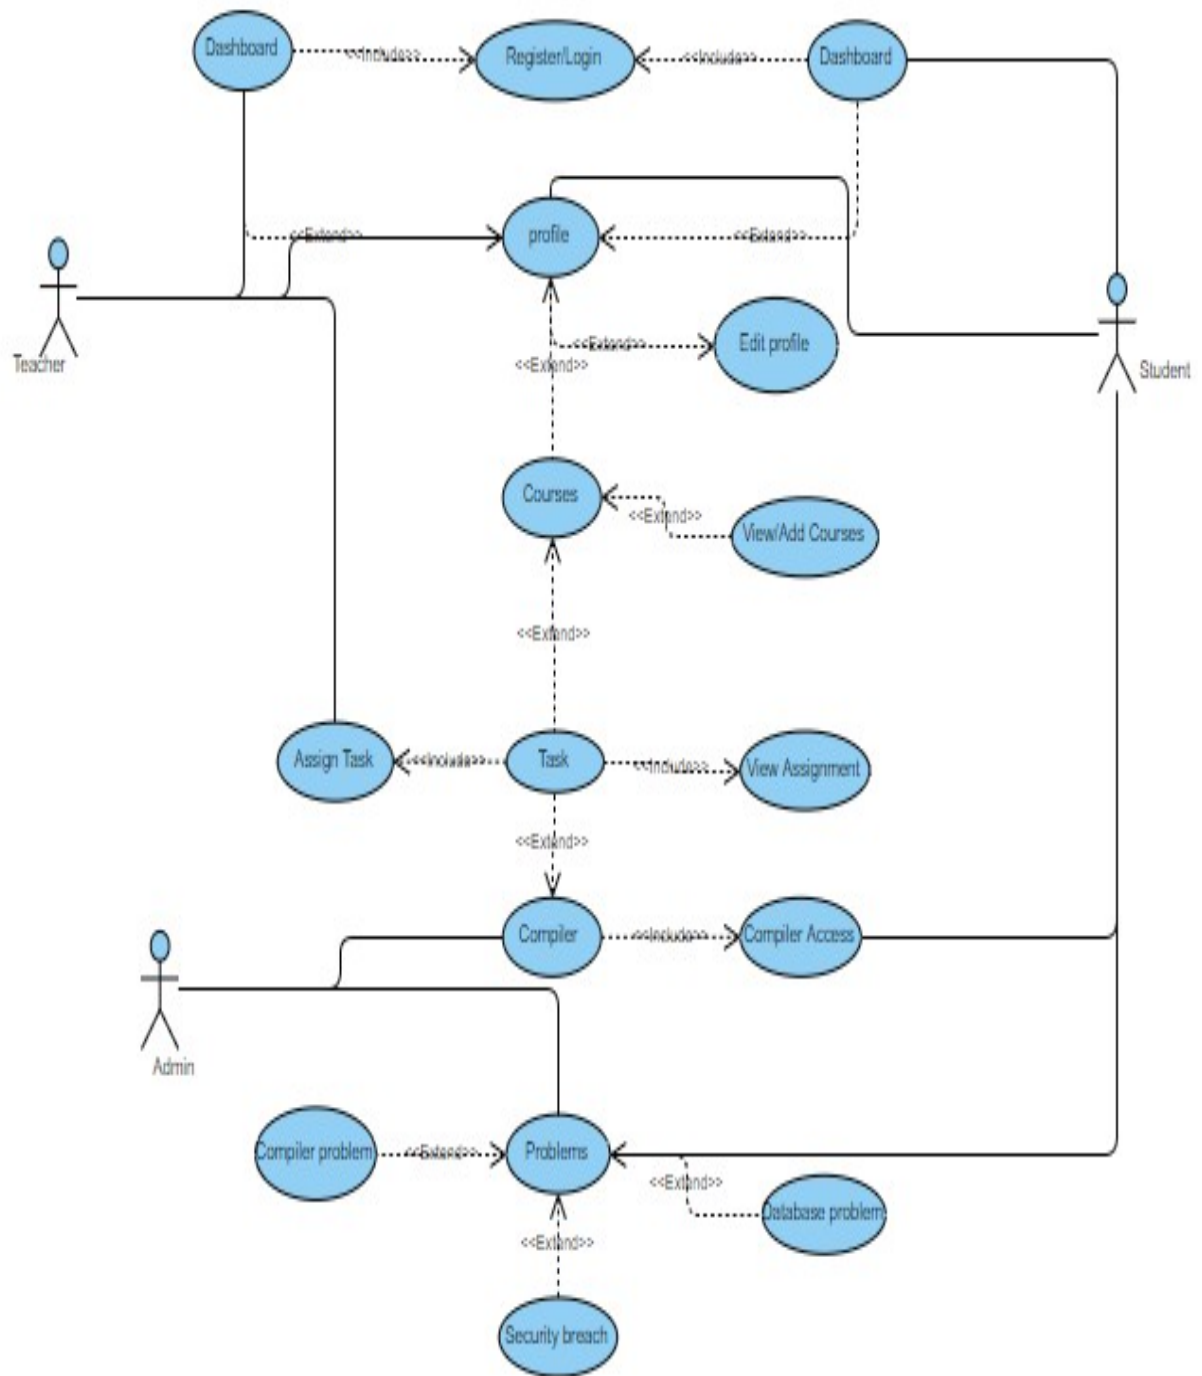 Dashboard
<<Include>>
Register/Login
<<Include>>
Dashboard
<<Extend>>
profile
<<Extend>>
Teacher
<<Extend>>
Edit profile
<<Extend>>
Student
Courses
<<Extend>>
View/Add Courses
<<Extend>>
Assign Task
<<Include>>
Task
<<Include>>
View Assignment
<<Extend>>
Compiler
<<Include>>
Compiler Access
Admin
Compiler problem
<<Extend>>
Problems
<<Extend>>
Database problem
<<Extend>>
Security breach